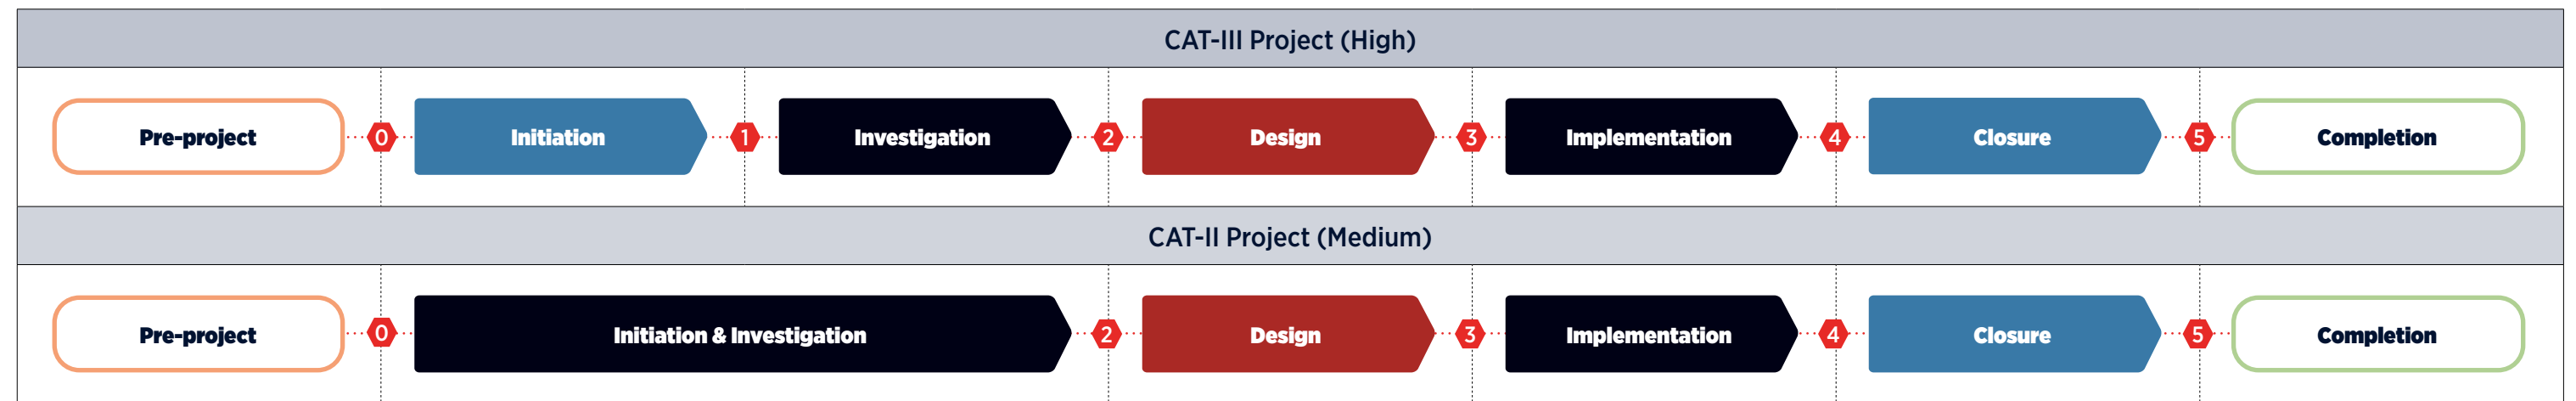 CAT-III Project (High)
Pre-project 0 Initiation 1 Investigation 2 Design 3 Implementation 4 Closure 5 Completion
CAT-II Project (Medium)
Pre-project 0 Initiation & Investigation 2 Design 3 Implementation 4 Closure 5 Completion